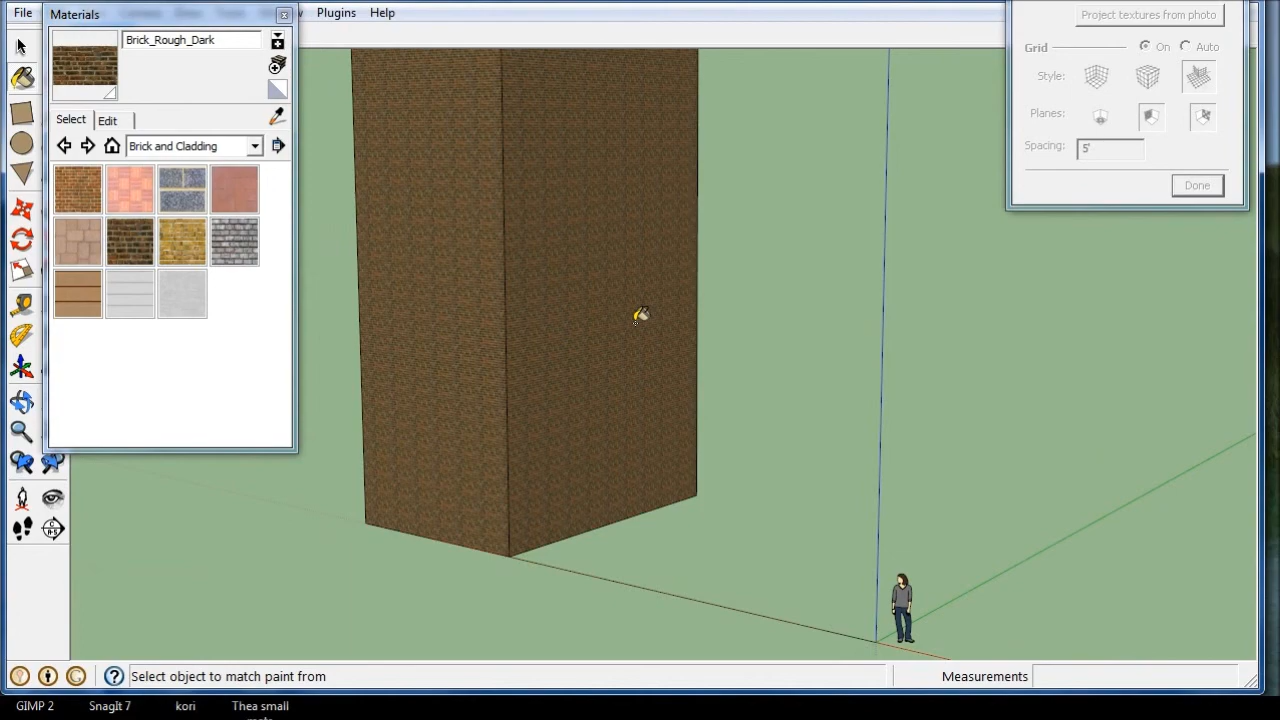 File
Plugins
Help
Materials
Brick_Rough_Dark
Select
Edit
Brick and Cladding
Project textures from photo
Grid
On
Auto
Style:
Planes:
Spacing:
5'
Done
Select object to match paint from
Measurements
GIMP 2
SnagIt 7
kori
Thea small